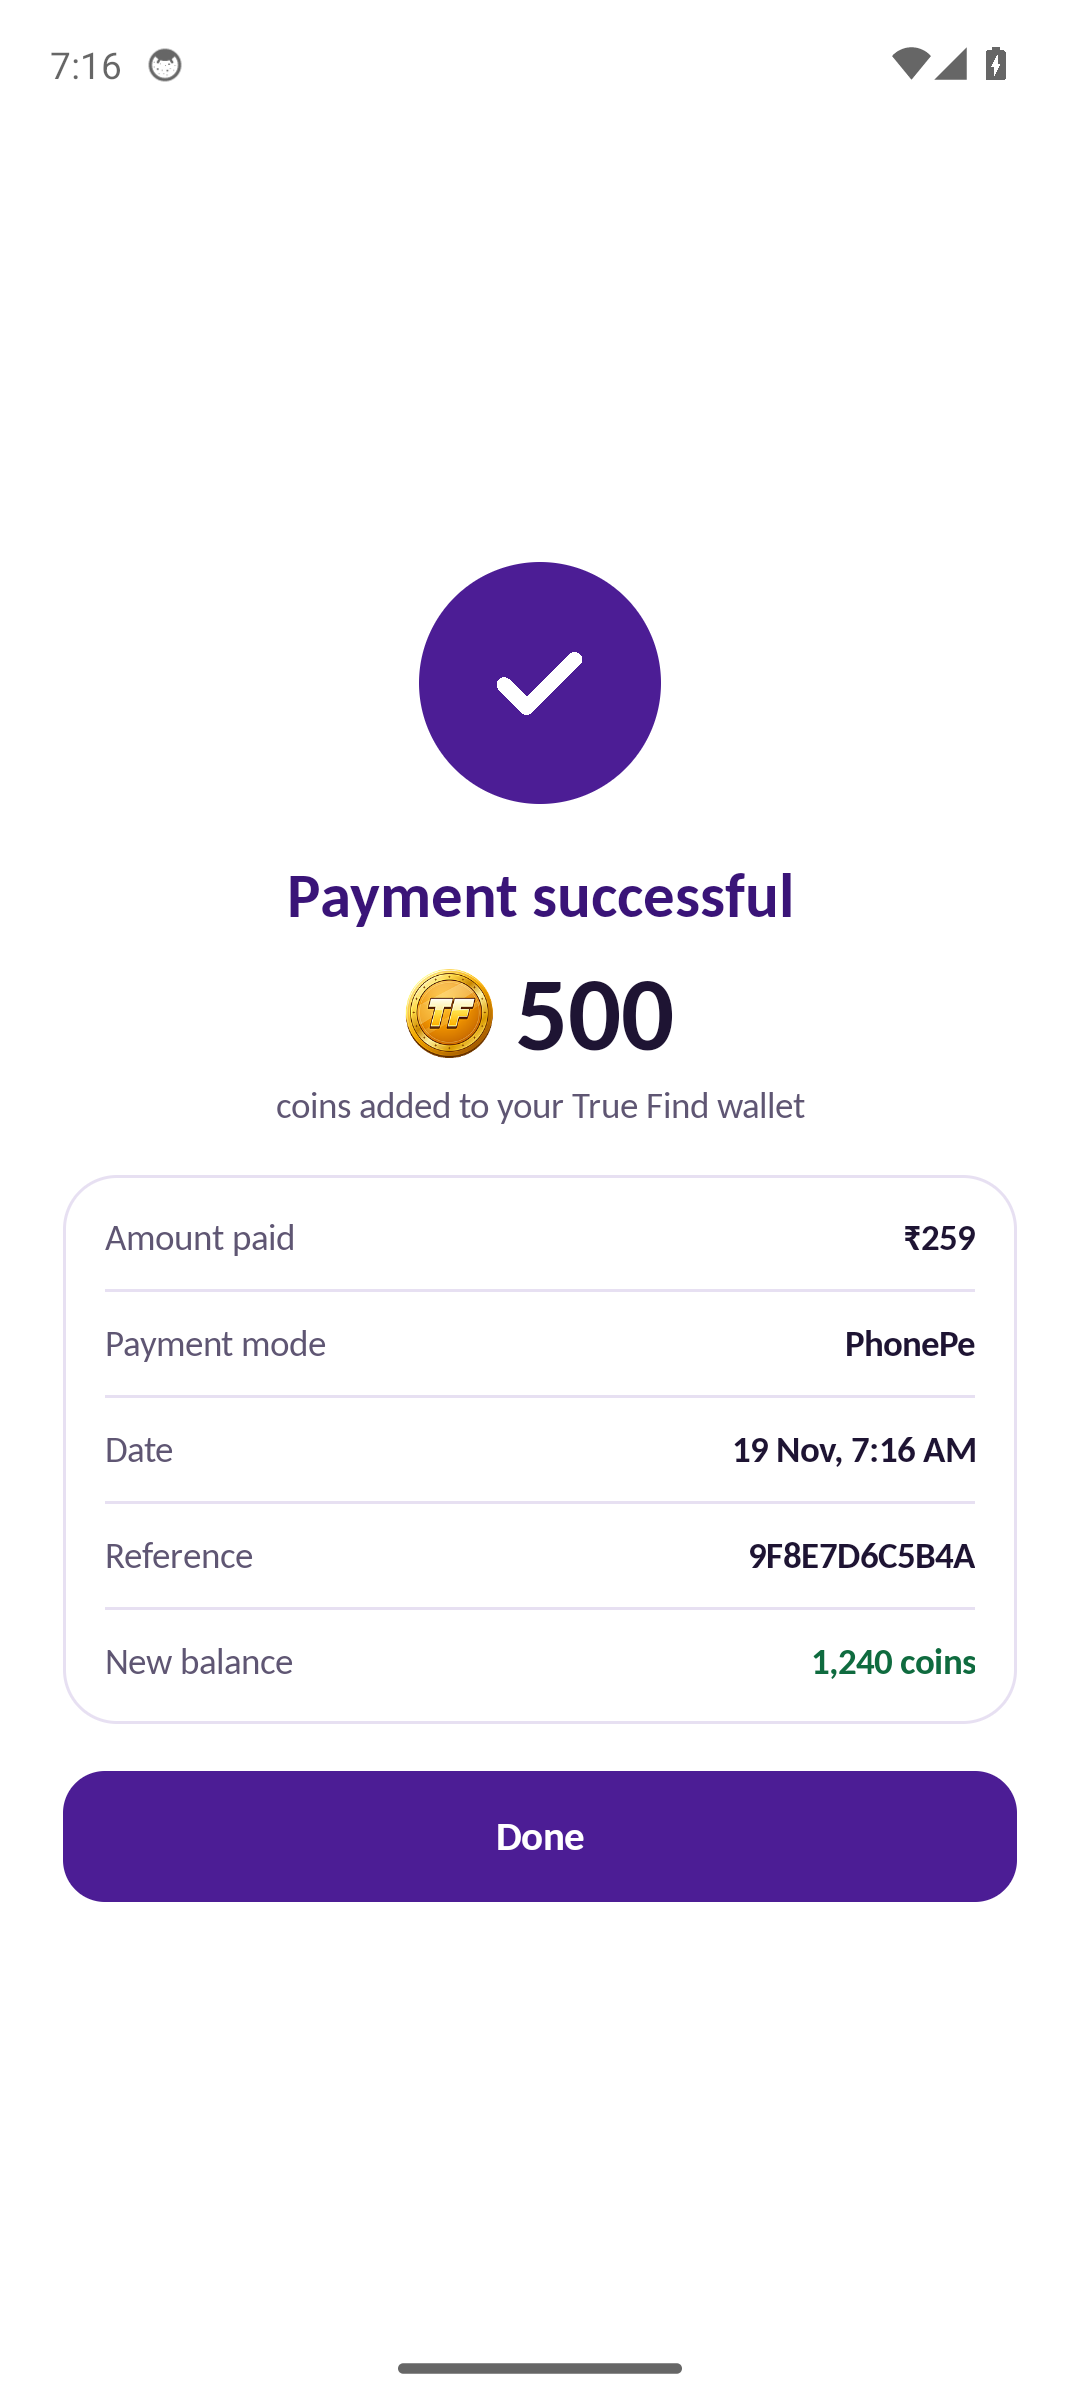 7:16
Payment successful
TF 500
coins added to your True Find wallet
Amount paid ₹259
Payment mode PhonePe
Date 19 Nov, 7:16 AM
Reference 9F8E7D6C5B4A
New balance 1,240 coins
Done